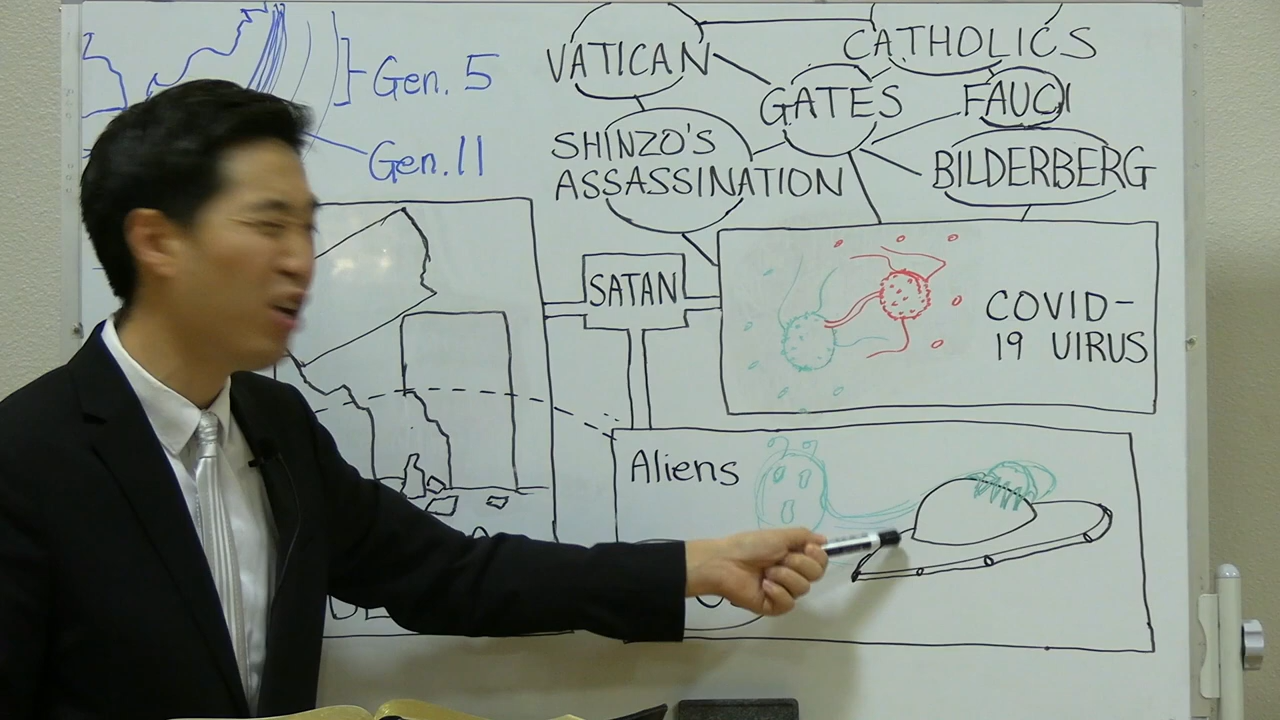 Gen. 5
Gen. 11
VATICAN
CATHOLICS
GATES
FAUCI
SHINZO'S
ASSASSINATION
BILDERBERG
SATAN
COVID-
19 VIRUS
Aliens